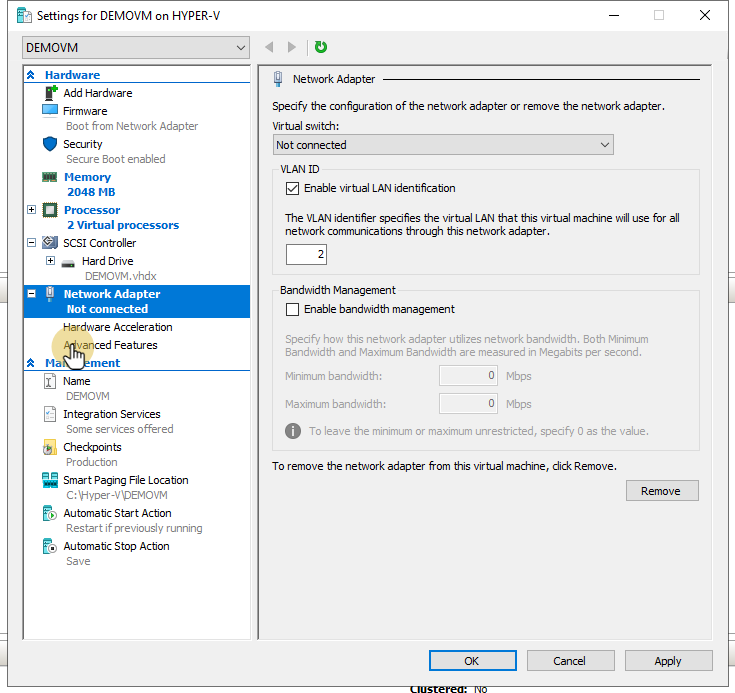 Settings for DEMOVM on HYPER-V
DEMOVM
Hardware
Add Hardware
Firmware
Boot from Network Adapter
Security
Secure Boot enabled
Memory
2048 MB
Processor
2 Virtual processors
SCSI Controller
Hard Drive
DEMOVM.vhdx
Network Adapter
Not connected
Hardware Acceleration
Advanced Features
Management
Name
DEMOVM
Integration Services
Some services offered
Checkpoints
Production
Smart Paging File Location
C:\Hyper-V\DEMOVM
Automatic Start Action
Restart if previously running
Automatic Stop Action
Save
Network Adapter
Specify the configuration of the network adapter or remove the network adapter.
Virtual switch:
Not connected
VLAN ID
Enable virtual LAN identification
The VLAN identifier specifies the virtual LAN that this virtual machine will use for all
network communications through this network adapter.
2
Bandwidth Management
Enable bandwidth management
Specify how this network adapter utilizes network bandwidth. Both Minimum
Bandwidth and Maximum Bandwidth are measured in Megabits per second.
Minimum bandwidth: 0 Mbps
Maximum bandwidth: 0 Mbps
To leave the minimum or maximum unrestricted, specify 0 as the value.
To remove the network adapter from this virtual machine, click Remove.
Remove
OK Cancel Apply
Clustered: No